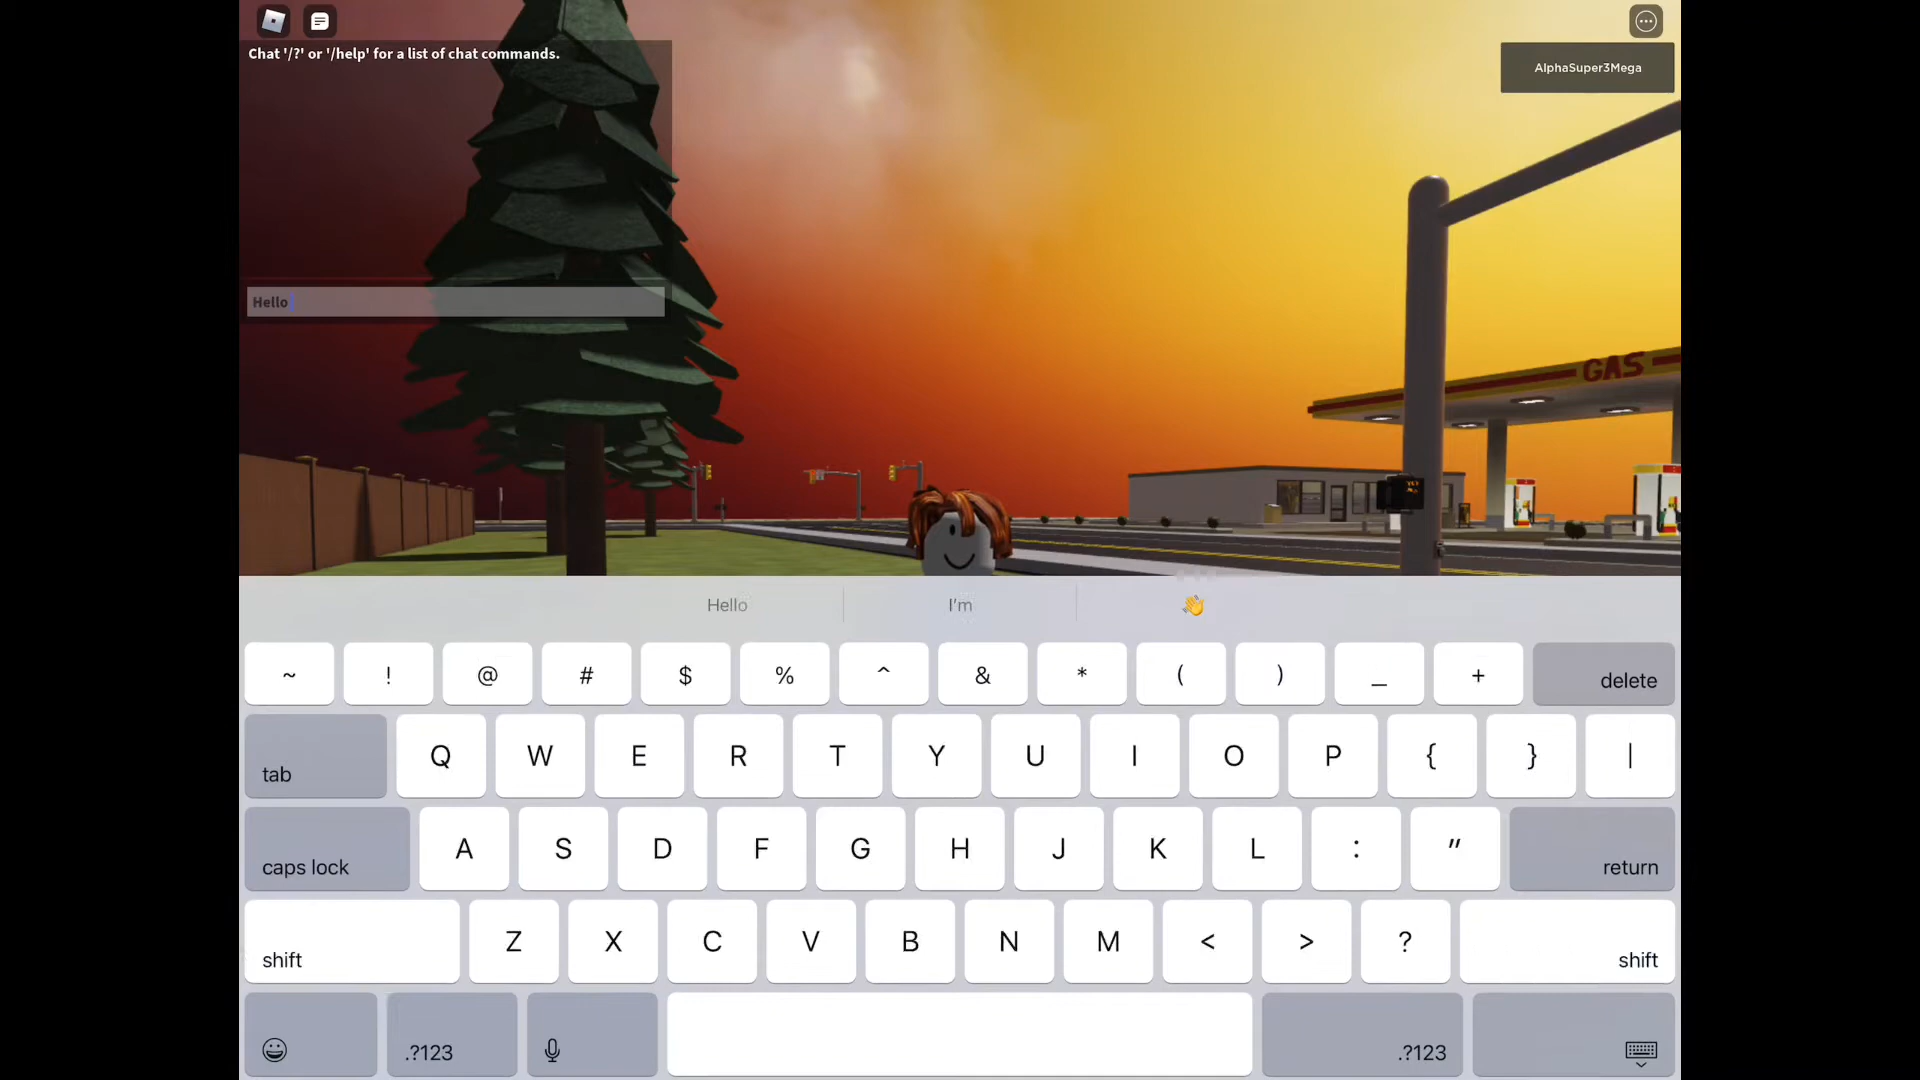 Chat '/?' or '/help' for a list of chat commands.
AlphaSuper3Mega
Hello
GAS
Hello I'm 👋
~ ! @ # $ % ^ & * ( ) _ + delete
tab Q W E R T Y U I O P { } |
caps lock A S D F G H J K L : " return
shift Z X C V B N M < > ? shift
.?123 .?123